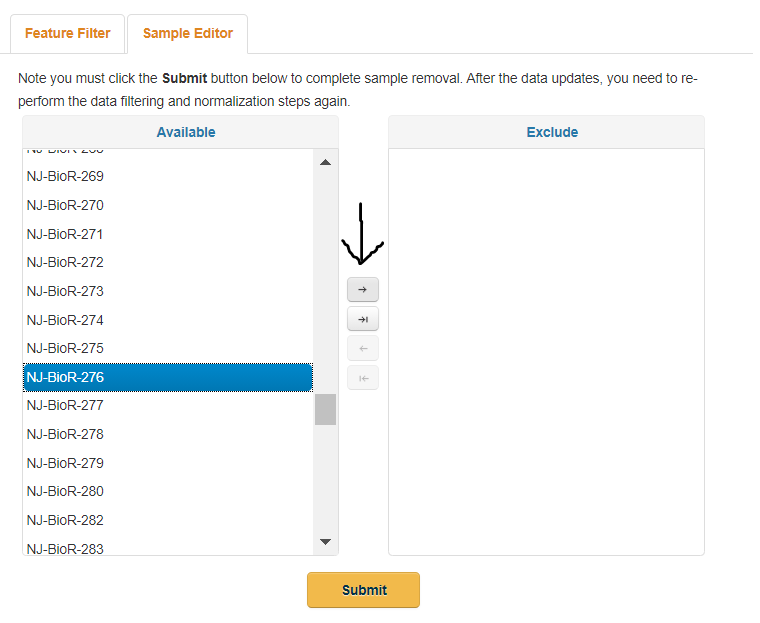 Feature Filter
Sample Editor
Note you must click the Submit button below to complete sample removal. After the data updates, you need to re-
perform the data filtering and normalization steps again.
Available
Exclude
NJ-BioR-269
NJ-BioR-270
NJ-BioR-271
NJ-BioR-272
NJ-BioR-273
NJ-BioR-274
NJ-BioR-275
NJ-BioR-276
NJ-BioR-277
NJ-BioR-278
NJ-BioR-279
NJ-BioR-280
NJ-BioR-282
NJ-BioR-283
Submit